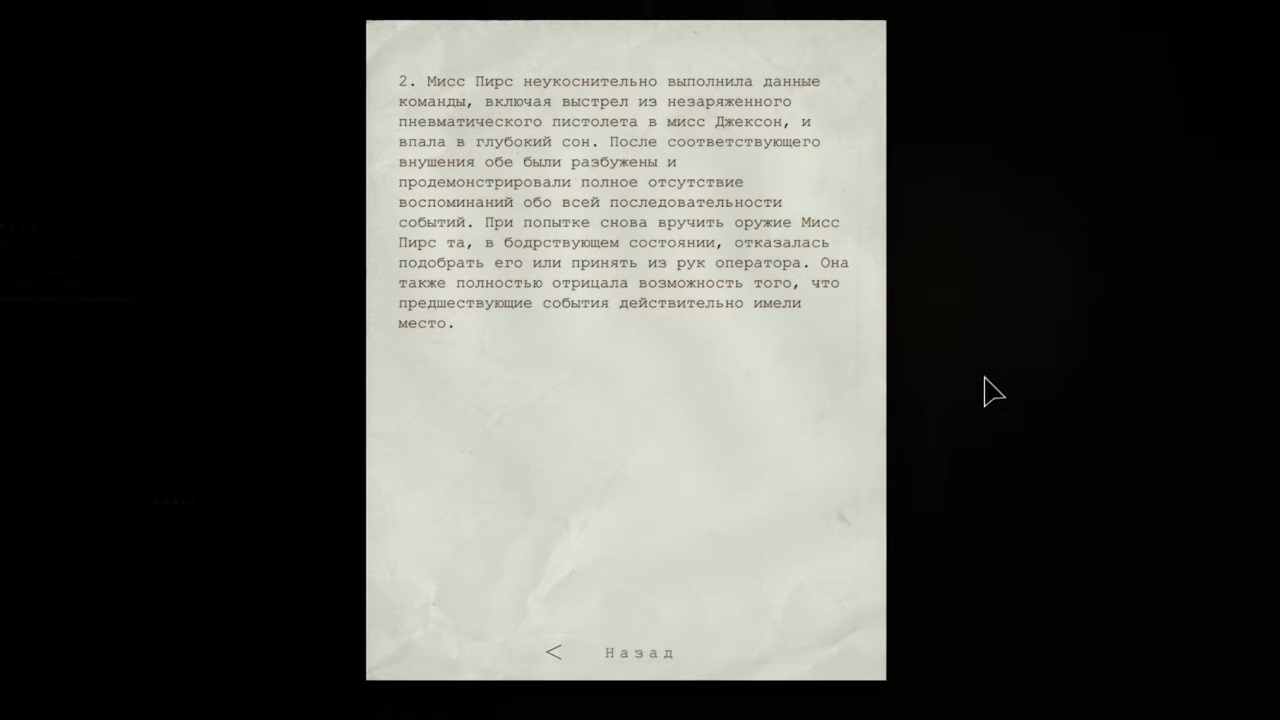 2. Мисс Пирс неукоснительно выполнила данные
команды, включая выстрел из незаряженного
пневматического пистолета в мисс Джексон, и
впала в глубокий сон. После соответствующего
внушения обе были разбужены и
продемонстрировали полное отсутствие
воспоминаний обо всей последовательности
событий. При попытке снова вручить оружие Мисс
Пирс та, в бодрствующем состоянии, отказалась
подобрать его или принять из рук оператора. Она
также полностью отрицала возможность того, что
предшествующие события действительно имели
место.
< Назад